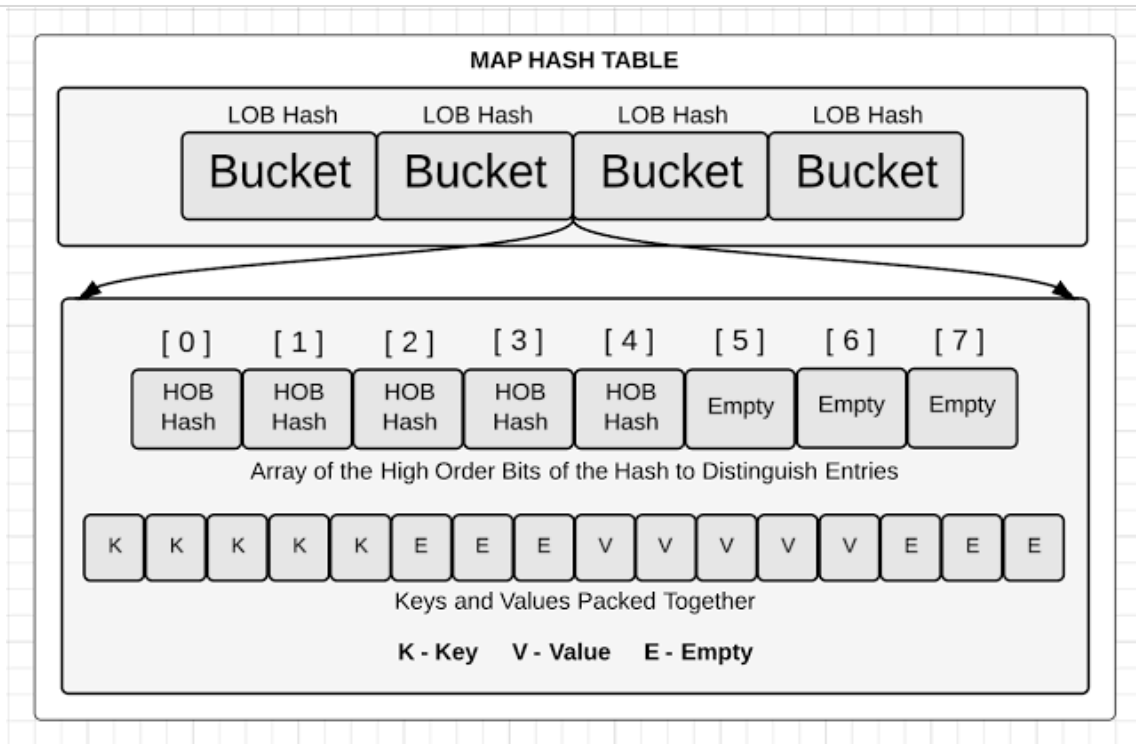 MAP HASH TABLE
LOB Hash LOB Hash LOB Hash LOB Hash
Bucket Bucket Bucket Bucket
[ 0 ] [ 1 ] [ 2 ] [ 3 ] [ 4 ] [ 5 ] [ 6 ] [ 7 ]
HOB Hash HOB Hash HOB Hash HOB Hash HOB Hash Empty Empty Empty
Array of the High Order Bits of the Hash to Distinguish Entries
K K K K K E E E V V V V V E E E
Keys and Values Packed Together
K - Key V - Value E - Empty